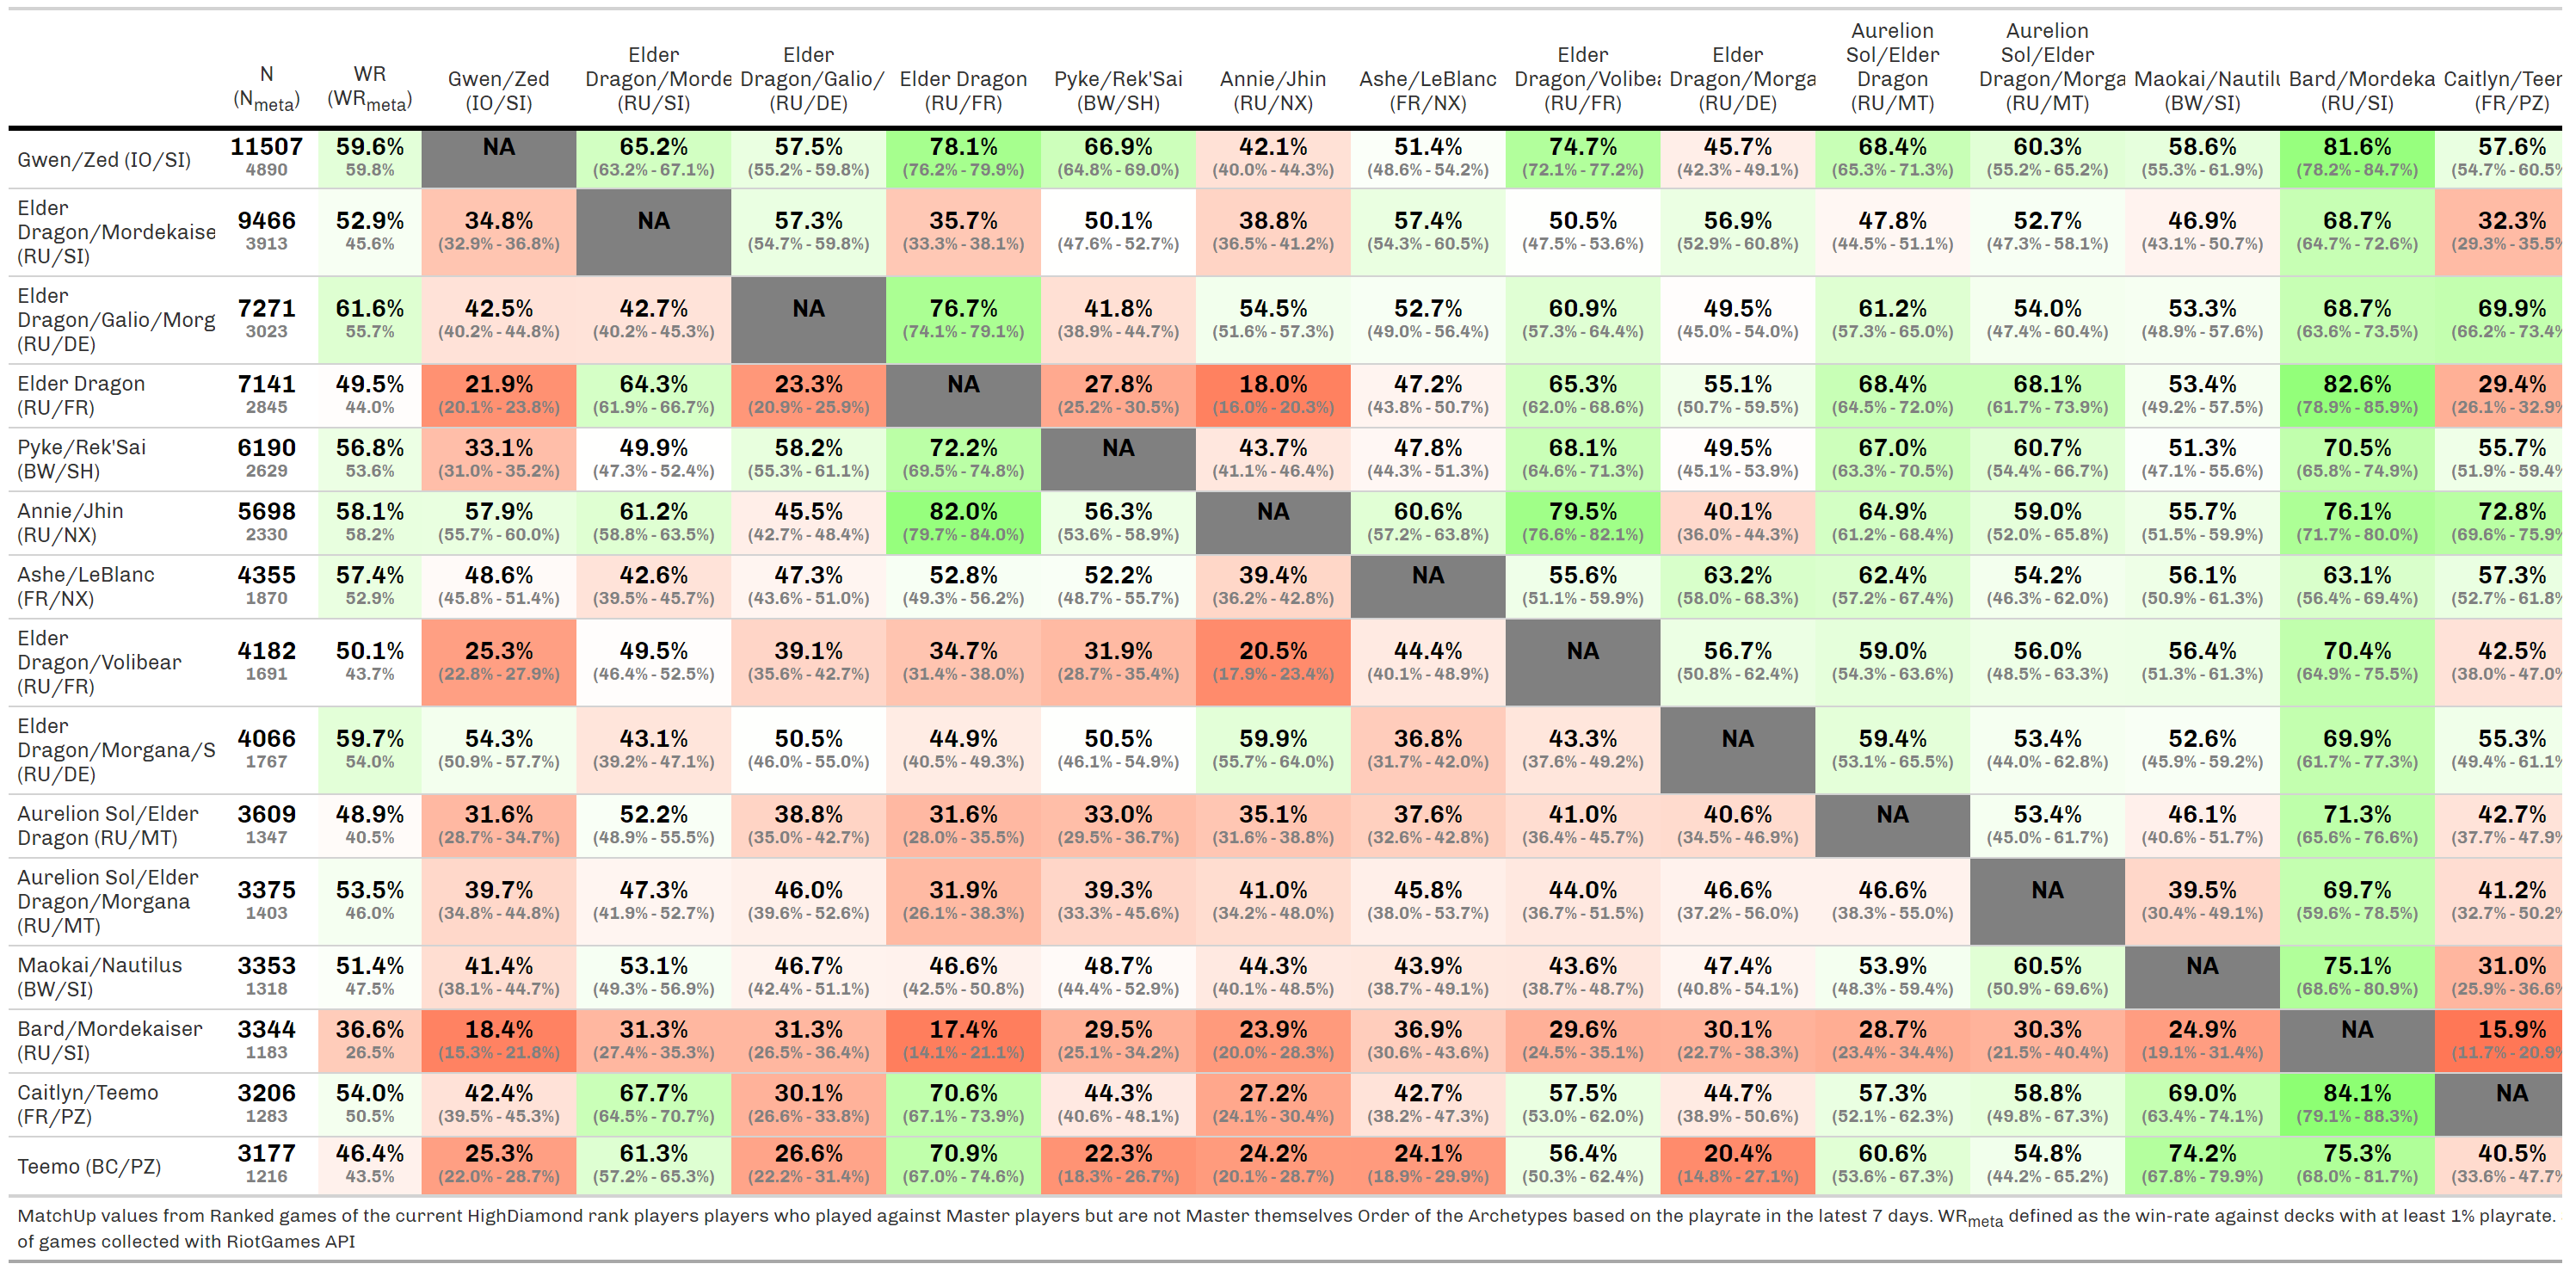 N (Nmeta) WR (WRmeta) Gwen/Zed (IO/SI) Elder Dragon/Morde (RU/SI) Elder Dragon/Galio/ (RU/DE) Elder Dragon (RU/FR) Pyke/Rek'Sai (BW/SH) Annie/Jhin (RU/NX) Ashe/LeBlanc (FR/NX) Elder Dragon/Volibea (RU/FR) Elder Dragon/Morga (RU/DE) Aurelion Sol/Elder Dragon (RU/MT) Aurelion Sol/Elder Dragon/Morga (RU/MT) Maokai/Nautilu (BW/SI) Bard/Mordeka (RU/SI) Caitlyn/Teem (FR/PZ)
Gwen/Zed (IO/SI) 11507 59.6% NA 65.2% 57.5% 78.1% 66.9% 42.1% 51.4% 74.7% 45.7% 68.4% 60.3% 58.6% 81.6% 57.6%
4890 59.8% (63.2% - 67.1%) (55.2% - 59.8%) (76.2% - 79.9%) (64.8% - 69.0%) (40.0% - 44.3%) (48.6% - 54.2%) (72.1% - 77.2%) (42.3% - 49.1%) (65.3% - 71.3%) (55.2% - 65.2%) (55.3% - 61.9%) (78.2% - 84.7%) (54.7% - 60.5%
Elder Dragon/Mordekaise (RU/SI) 9466 52.9% 34.8% NA 57.3% 35.7% 50.1% 38.8% 57.4% 50.5% 56.9% 47.8% 52.7% 46.9% 68.7% 32.3%
3913 45.6% (32.9% - 36.8%) (54.7% - 59.8%) (33.3% - 38.1%) (47.6% - 52.7%) (36.5% - 41.2%) (54.3% - 60.5%) (47.5% - 53.6%) (52.9% - 60.8%) (44.5% - 51.1%) (47.3% - 58.1%) (43.1% - 50.7%) (64.7% - 72.6%) (29.3% - 35.5%
Elder Dragon/Galio/Morg (RU/DE) 7271 61.6% 42.5% 42.7% NA 76.7% 41.8% 54.5% 52.7% 60.9% 49.5% 61.2% 54.0% 53.3% 68.7% 69.9%
3023 55.7% (40.2% - 44.8%) (40.2% - 45.3%) (74.1% - 79.1%) (38.9% - 44.7%) (51.6% - 57.3%) (49.0% - 56.4%) (57.3% - 64.4%) (45.0% - 54.0%) (57.3% - 65.0%) (47.4% - 60.4%) (48.9% - 57.6%) (63.6% - 73.5%) (66.2% - 73.4%
Elder Dragon (RU/FR) 7141 49.5% 21.9% 64.3% 23.3% NA 27.8% 18.0% 47.2% 65.3% 55.1% 68.4% 68.1% 53.4% 82.6% 29.4%
2845 44.0% (20.1% - 23.8%) (61.9% - 66.7%) (20.9% - 25.9%) (25.2% - 30.5%) (16.0% - 20.3%) (43.8% - 50.7%) (62.0% - 68.6%) (50.7% - 59.5%) (64.5% - 72.0%) (61.7% - 73.9%) (49.2% - 57.5%) (78.9% - 85.9%) (26.1% - 32.9%
Pyke/Rek'Sai (BW/SH) 6190 56.8% 33.1% 49.9% 58.2% 72.2% NA 43.7% 47.8% 68.1% 49.5% 67.0% 60.7% 51.3% 70.5% 55.7%
2629 53.6% (31.0% - 35.2%) (47.3% - 52.4%) (55.3% - 61.1%) (69.5% - 74.8%) (41.1% - 46.4%) (44.3% - 51.3%) (64.6% - 71.3%) (45.1% - 53.9%) (63.3% - 70.5%) (54.4% - 66.7%) (47.1% - 55.6%) (65.8% - 74.9%) (51.9% - 59.4%
Annie/Jhin (RU/NX) 5698 58.1% 57.9% 61.2% 45.5% 82.0% 56.3% NA 60.6% 79.5% 40.1% 64.9% 59.0% 55.7% 76.1% 72.8%
2330 58.2% (55.7% - 60.0%) (58.8% - 63.5%) (42.7% - 48.4%) (79.7% - 84.0%) (53.6% - 58.9%) (57.2% - 63.8%) (76.6% - 82.1%) (36.0% - 44.3%) (61.2% - 68.4%) (52.0% - 65.8%) (51.5% - 59.9%) (71.7% - 80.0%) (69.6% - 75.9%
Ashe/LeBlanc (FR/NX) 4355 57.4% 48.6% 42.6% 47.3% 52.8% 52.2% 39.4% NA 55.6% 63.2% 62.4% 54.2% 56.1% 63.1% 57.3%
1870 52.9% (45.8% - 51.4%) (39.5% - 45.7%) (43.6% - 51.0%) (49.3% - 56.2%) (48.7% - 55.7%) (36.2% - 42.8%) (51.1% - 59.9%) (58.0% - 68.3%) (57.2% - 67.4%) (46.3% - 62.0%) (50.9% - 61.3%) (56.4% - 69.4%) (52.7% - 61.8%
Elder Dragon/Volibear (RU/FR) 4182 50.1% 25.3% 49.5% 39.1% 34.7% 31.9% 20.5% 44.4% NA 56.7% 59.0% 56.0% 56.4% 70.4% 42.5%
1691 43.7% (22.8% - 27.9%) (46.4% - 52.5%) (35.6% - 42.7%) (31.4% - 38.0%) (28.7% - 35.4%) (17.9% - 23.4%) (40.1% - 48.9%) (50.8% - 62.4%) (54.3% - 63.6%) (48.5% - 63.3%) (51.3% - 61.3%) (64.9% - 75.5%) (38.0% - 47.0%
Elder Dragon/Morgana/S (RU/DE) 4066 59.7% 54.3% 43.1% 50.5% 44.9% 50.5% 59.9% 36.8% 43.3% NA 59.4% 53.4% 52.6% 69.9% 55.3%
1767 54.0% (50.9% - 57.7%) (39.2% - 47.1%) (46.0% - 55.0%) (40.5% - 49.3%) (46.1% - 54.9%) (55.7% - 64.0%) (31.7% - 42.0%) (37.6% - 49.2%) (53.1% - 65.5%) (44.0% - 62.8%) (45.9% - 59.2%) (61.7% - 77.3%) (49.4% - 61.1%
Aurelion Sol/Elder Dragon (RU/MT) 3609 48.9% 31.6% 52.2% 38.8% 31.6% 33.0% 35.1% 37.6% 41.0% 40.6% NA 53.4% 46.1% 71.3% 42.7%
1347 40.5% (28.7% - 34.7%) (48.9% - 55.5%) (35.0% - 42.7%) (28.0% - 35.5%) (29.5% - 36.7%) (31.6% - 38.8%) (32.6% - 42.8%) (36.4% - 45.7%) (34.5% - 46.9%) (45.0% - 61.7%) (40.6% - 51.7%) (65.6% - 76.6%) (37.7% - 47.9%
Aurelion Sol/Elder Dragon/Morgana (RU/MT) 3375 53.5% 39.7% 47.3% 46.0% 31.9% 39.3% 41.0% 45.8% 44.0% 46.6% 46.6% NA 39.5% 69.7% 41.2%
1403 46.0% (34.8% - 44.8%) (41.9% - 52.7%) (39.6% - 52.6%) (26.1% - 38.3%) (33.3% - 45.6%) (34.2% - 48.0%) (38.0% - 53.7%) (36.7% - 51.5%) (37.2% - 56.0%) (38.3% - 55.0%) (30.4% - 49.1%) (59.6% - 78.5%) (32.7% - 50.2%
Maokai/Nautilus (BW/SI) 3353 51.4% 41.4% 53.1% 46.7% 46.6% 48.7% 44.3% 43.9% 43.6% 47.4% 53.9% 60.5% NA 75.1% 31.0%
1318 47.5% (38.1% - 44.7%) (49.3% - 56.9%) (42.4% - 51.1%) (42.5% - 50.8%) (44.4% - 52.9%) (40.1% - 48.5%) (38.7% - 49.1%) (38.7% - 48.7%) (40.8% - 54.1%) (48.3% - 59.4%) (50.9% - 69.6%) (68.6% - 80.9%) (25.9% - 36.6%
Bard/Mordekaiser (RU/SI) 3344 36.6% 18.4% 31.3% 31.3% 17.4% 29.5% 23.9% 36.9% 29.6% 30.1% 28.7% 30.3% 24.9% NA 15.9%
1183 26.5% (15.3% - 21.8%) (27.4% - 35.3%) (26.5% - 36.4%) (14.1% - 21.1%) (25.1% - 34.2%) (20.0% - 28.3%) (30.6% - 43.6%) (24.5% - 35.1%) (22.7% - 38.3%) (23.4% - 34.4%) (21.5% - 40.4%) (19.1% - 31.4%) (11.7% - 20.9%
Caitlyn/Teemo (FR/PZ) 3206 54.0% 42.4% 67.7% 30.1% 70.6% 44.3% 27.2% 42.7% 57.5% 44.7% 57.3% 58.8% 69.0% 84.1% NA
1283 50.5% (39.5% - 45.3%) (64.5% - 70.7%) (26.6% - 33.8%) (67.1% - 73.9%) (40.6% - 48.1%) (24.1% - 30.4%) (38.2% - 47.3%) (53.0% - 62.0%) (38.9% - 50.6%) (52.1% - 62.3%) (49.8% - 67.3%) (63.4% - 74.1%) (79.1% - 88.3%)
Teemo (BC/PZ) 3177 46.4% 25.3% 61.3% 26.6% 70.9% 22.3% 24.2% 24.1% 56.4% 20.4% 60.6% 54.8% 74.2% 75.3% 40.5%
1216 43.5% (22.0% - 28.7%) (57.2% - 65.3%) (22.2% - 31.4%) (67.0% - 74.6%) (18.3% - 26.7%) (20.1% - 28.7%) (18.9% - 29.9%) (50.3% - 62.4%) (14.8% - 27.1%) (53.6% - 67.3%) (44.2% - 65.2%) (67.8% - 79.9%) (68.0% - 81.7%) (33.6% - 47.7%
MatchUp values from Ranked games of the current HighDiamond rank players players who played against Master players but are not Master themselves Order of the Archetypes based on the playrate in the latest 7 days. WRmeta defined as the win-rate against decks with at least 1% playrate.
of games collected with RiotGames API